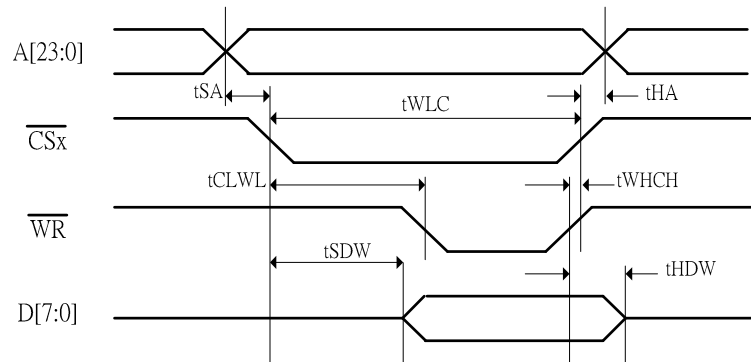 A[23:0]
tSA
tWLC
tHA
CSx
tCLWL
tWHCH
WR
tSDW
tHDW
D[7:0]